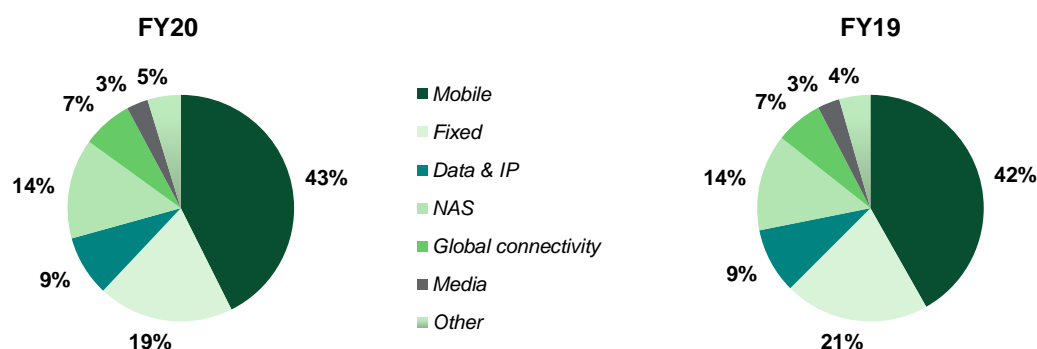 FY20
43%
19%
9%
14%
7%
3%
5%
Mobile
Fixed
Data & IP
NAS
Global connectivity
Media
Other
FY19
42%
21%
9%
14%
7%
3%
4%